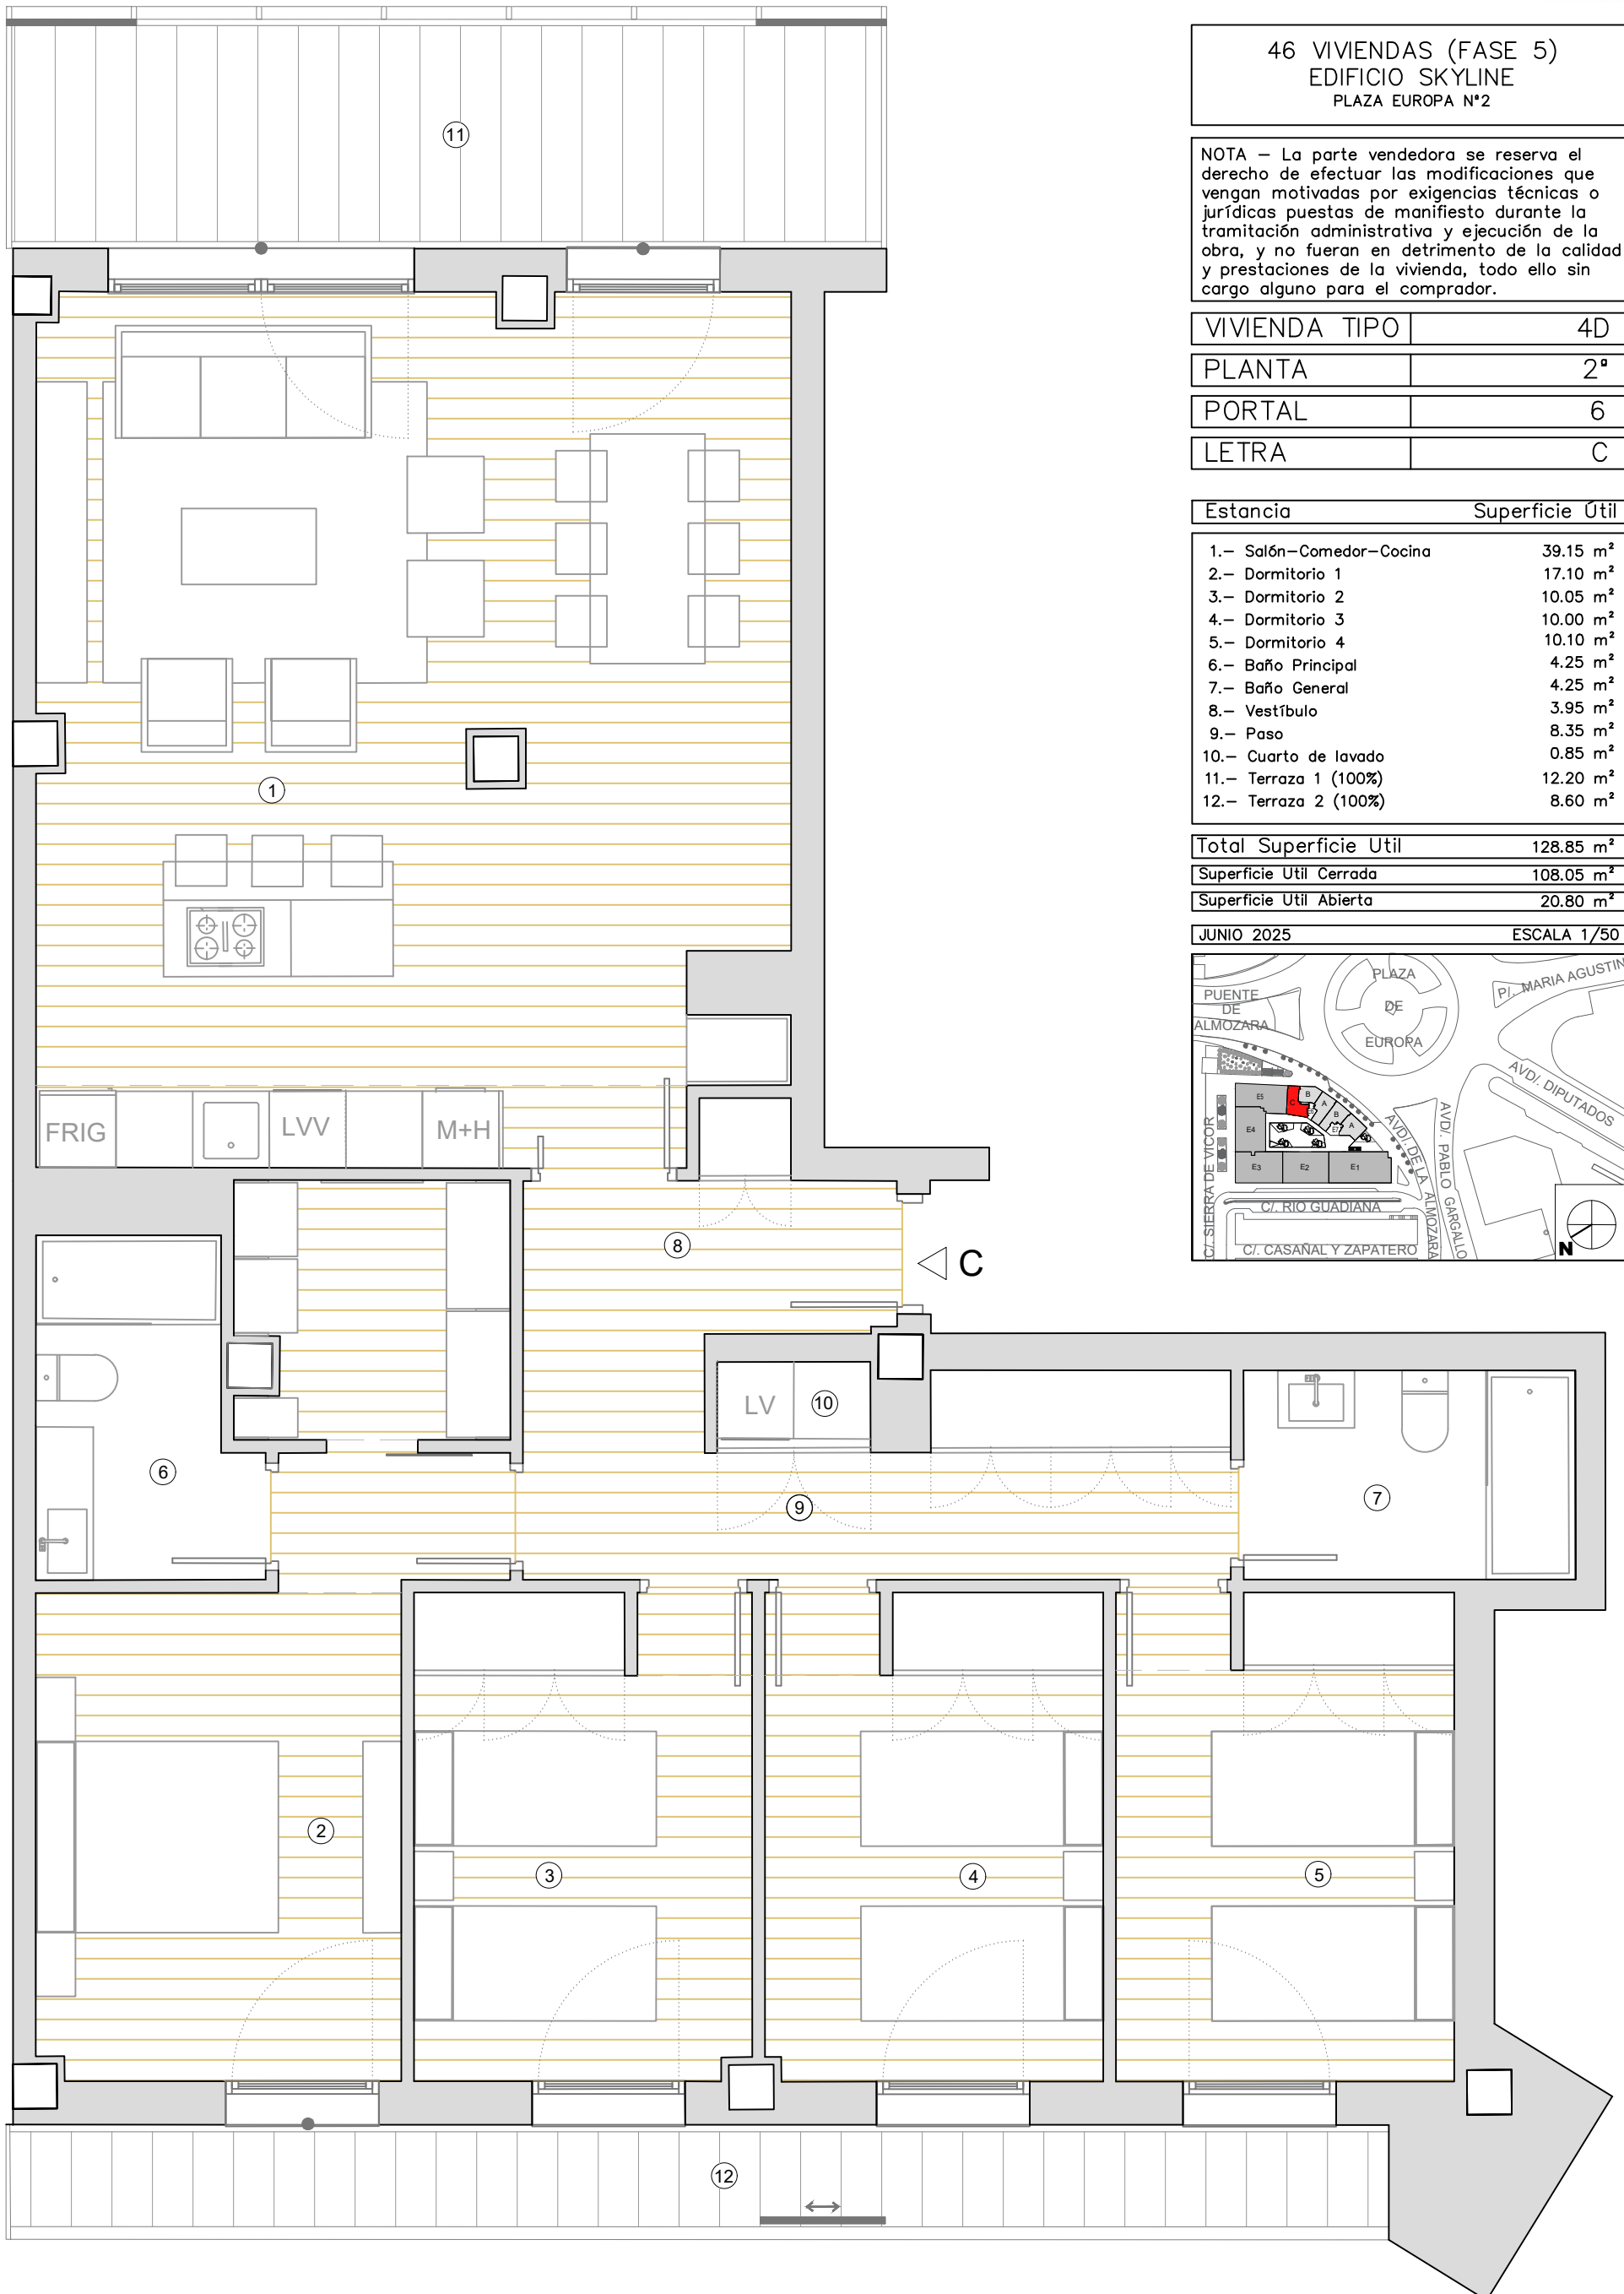 46 VIVIENDAS (FASE 5)
EDIFICIO SKYLINE
PLAZA EUROPA Nº2
NOTA – La parte vendedora se reserva el
derecho de efectuar las modificaciones que
vengan motivadas por exigencias técnicas o
jurídicas puestas de manifiesto durante la
tramitación administrativa y ejecución de la
obra, y no fueran en detrimento de la calidad
y prestaciones de la vivienda, todo ello sin
cargo alguno para el comprador.
VIVIENDA TIPO 4D
PLANTA 2ª
PORTAL 6
LETRA C
Estancia Superficie Útil
1.– Salón–Comedor–Cocina 39.15 m²
2.– Dormitorio 1 17.10 m²
3.– Dormitorio 2 10.05 m²
4.– Dormitorio 3 10.00 m²
5.– Dormitorio 4 10.10 m²
6.– Baño Principal 4.25 m²
7.– Baño General 4.25 m²
8.– Vestíbulo 3.95 m²
9.– Paso 8.35 m²
10.– Cuarto de lavado 0.85 m²
11.– Terraza 1 (100%) 12.20 m²
12.– Terraza 2 (100%) 8.60 m²
Total Superficie Util 128.85 m²
Superficie Util Cerrada 108.05 m²
Superficie Util Abierta 20.80 m²
JUNIO 2025 ESCALA 1/50
PLAZA
DE
EUROPA
P/. MARIA AGUSTIN
PUENTE
DE
ALMOZARA
AVD/. DIPUTADOS
AVD/. PABLO GARGALLO
AVD/. DE LA ALMOZARA
C/. SIERRA DE VICOR
C/. RIO GUADIANA
C/. CASAÑAL Y ZAPATERO
E5
C
B
A
B
A
E7
E4
E3
E2
E1
N
11
1
FRIG
LVV
M+H
8
C
LV
10
6
9
7
2
3
4
5
12